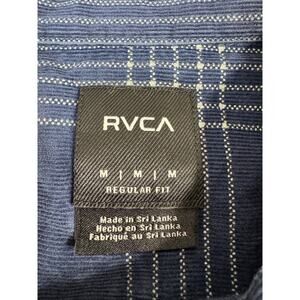 RVCA
M | M | M
REGULAR FIT
Made in Sri Lanka
Hecho en Sri Lanka
Fabriqué au Sri Lanka